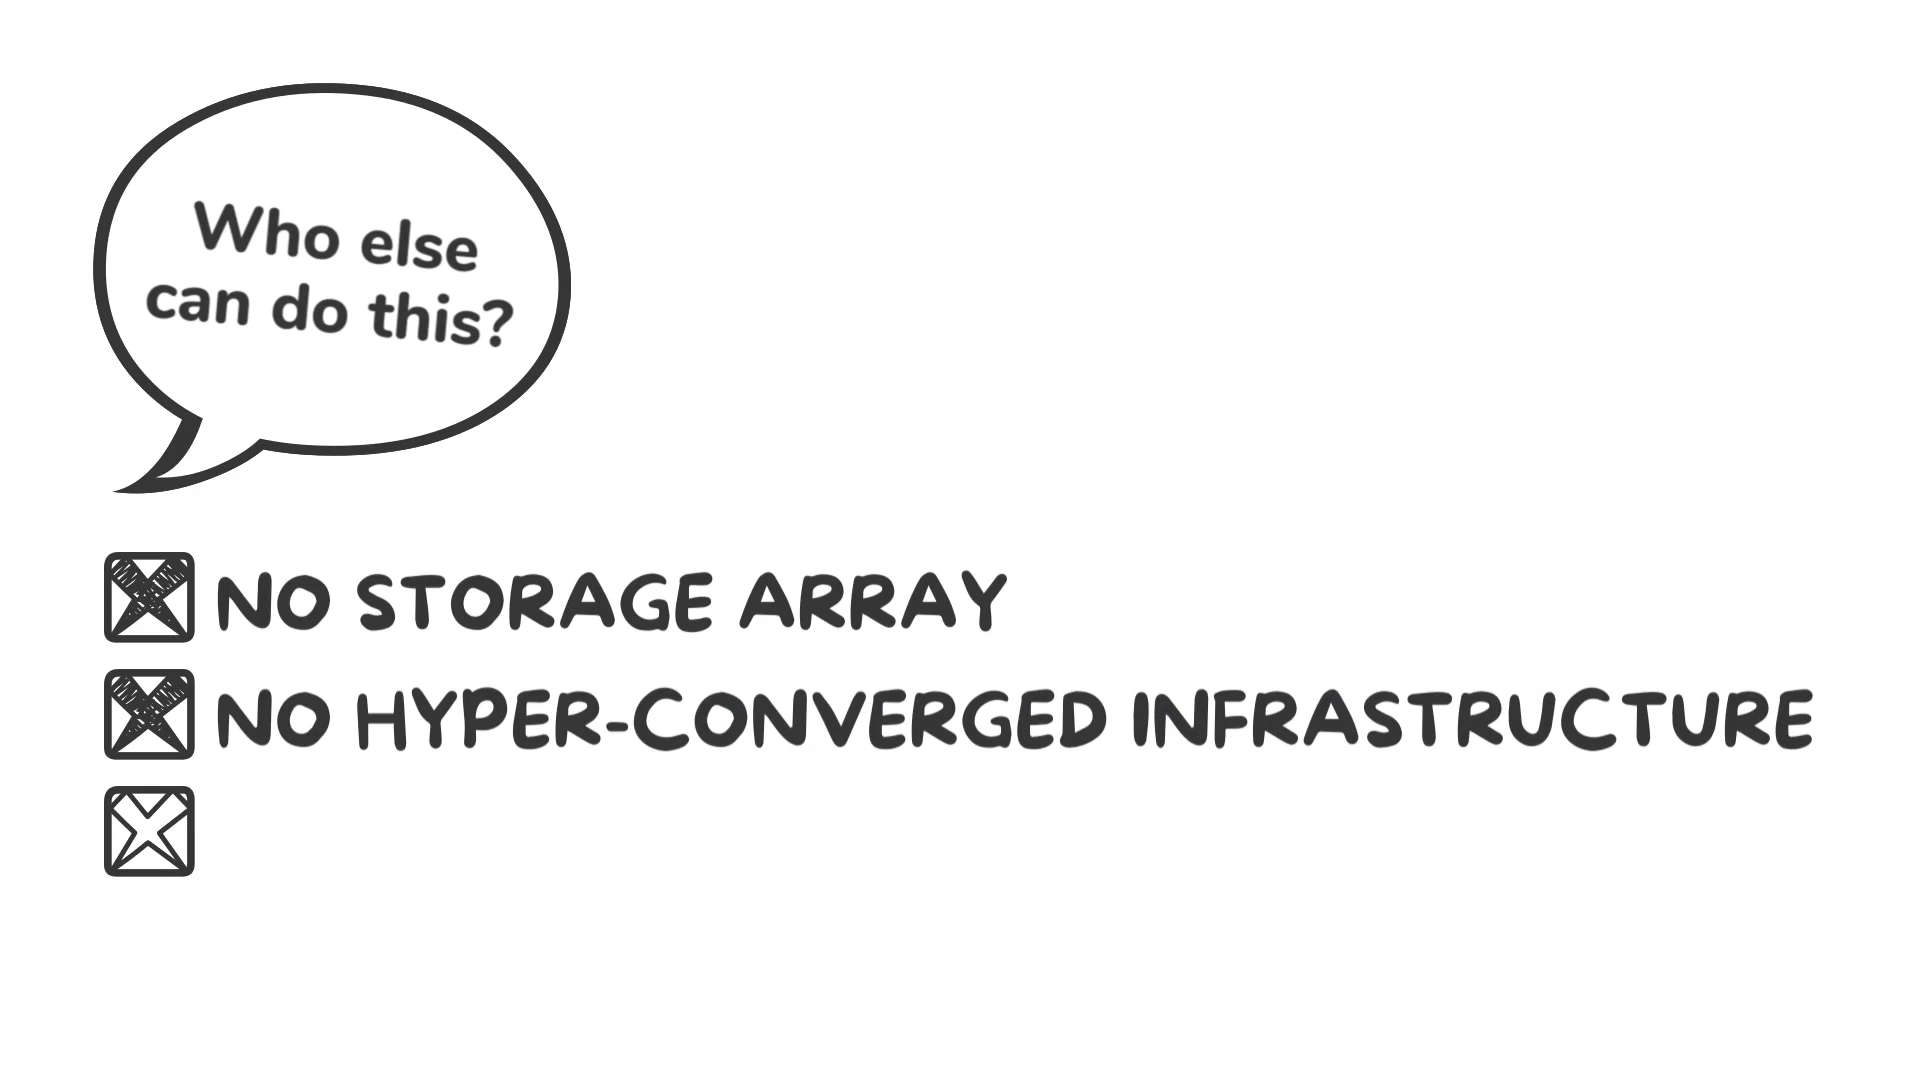 Who else
can do this?
NO STORAGE ARRAY
NO HYPER-CONVERGED INFRASTRUCTURE